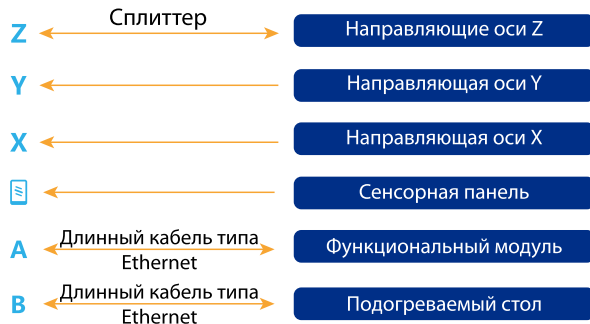 Z Сплиттер Направляющие оси Z
Y Направляющая оси Y
X Направляющая оси X
Сенсорная панель
A Длинный кабель типа Ethernet Функциональный модуль
B Длинный кабель типа Ethernet Подогреваемый стол